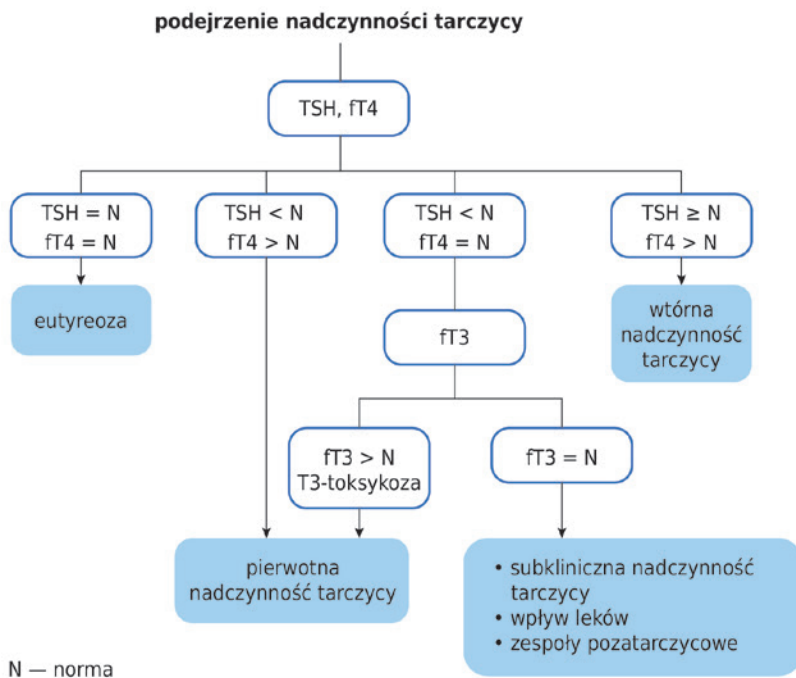 podejrzenie nadczynności tarczycy
TSH, fT4
TSH = N
fT4 = N
TSH < N
fT4 > N
TSH < N
fT4 = N
TSH ≥ N
fT4 > N
eutyreoza
fT3
wtórna
nadczynność
tarczycy
fT3 > N
T3-toksykoza
fT3 = N
pierwotna
nadczynność tarczycy
• subkliniczna nadczynność
tarczycy
• wpływ leków
• zespoły pozatarczycowe
N — norma